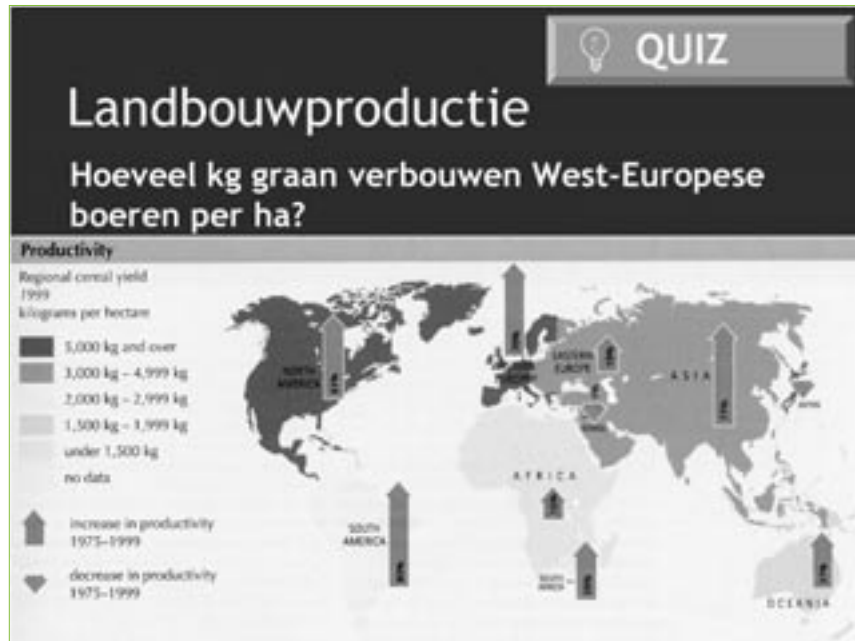 QUIZ
Landbouwproductie
Hoeveel kg graan verbouwen West-Europese
boeren per ha?
Productivity
Regional cereal yield
1999
kilograms per hectare
5,000 kg and over
3,000 kg – 4,999 kg
2,000 kg – 2,999 kg
1,500 kg – 1,999 kg
under 1,500 kg
no data
increase in productivity
1975–1999
decrease in productivity
1975–1999
NORTH
AMERICA
EASTERN
EUROPE
ASIA
AFRICA
SOUTH
AMERICA
SOUTH
AFRICA
OCEANIA